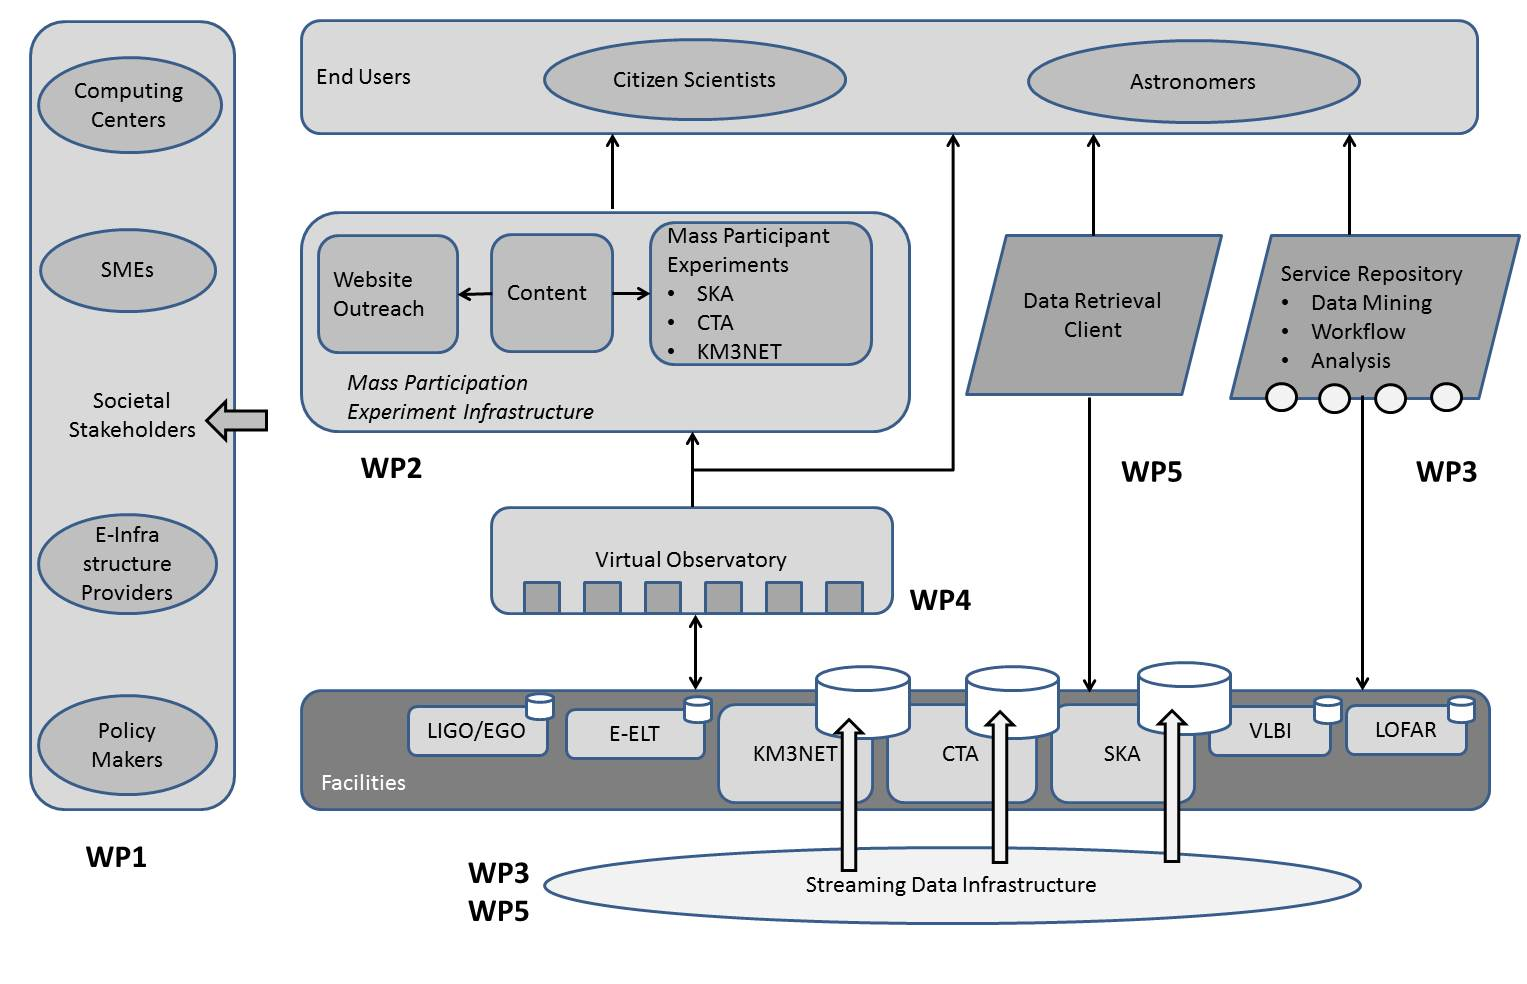 Computing
Centers
SMEs
Societal
Stakeholders
E-Infra
structure
Providers
Policy
Makers
WP1
End Users
Citizen Scientists
Astronomers
Website
Outreach
Content
Mass Participant
Experiments
• SKA
• CTA
• KM3NET
Mass Participation
Experiment Infrastructure
WP2
Data Retrieval
Client
WP5
Service Repository
• Data Mining
• Workflow
• Analysis
WP3
Virtual Observatory
WP4
LIGO/EGO
E-ELT
KM3NET
CTA
SKA
VLBI
LOFAR
Facilities
WP3
WP5
Streaming Data Infrastructure